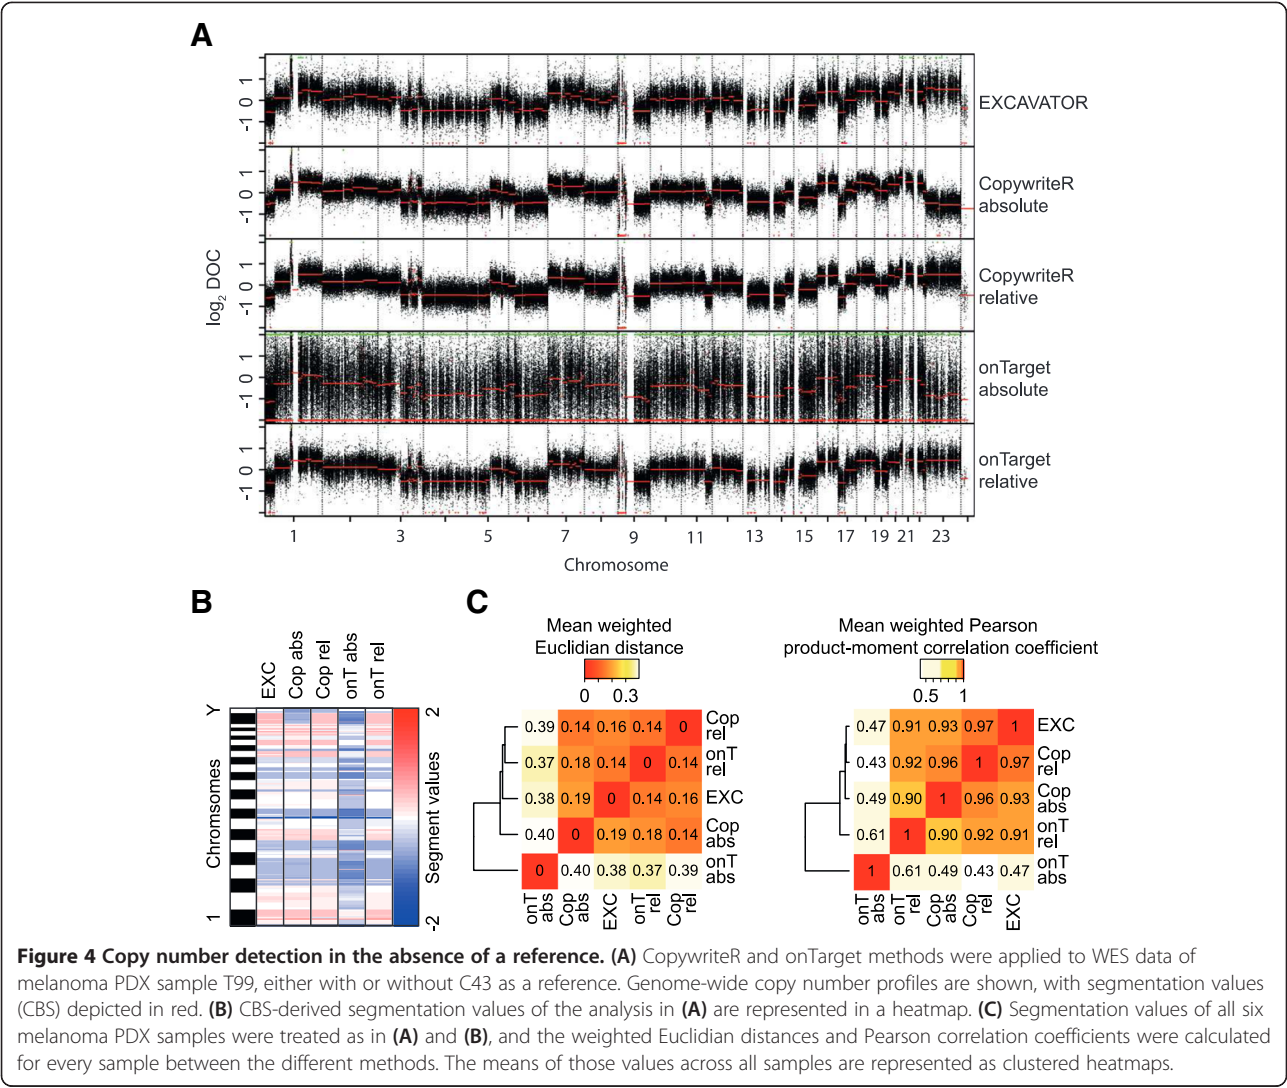 A
1
0
-1
EXCAVATOR
1
0
-1
CopywriteR
absolute
1
0
-1
CopywriteR
relative
1
0
-1
onTarget
absolute
1
0
-1
onTarget
relative
log2 DOC
1 3 5 7 9 11 13 15 17 19 21 23
Chromosome
B
EXC
Cop abs
Cop rel
onT abs
onT rel
Y
Chromsomes
1
2
Segment values
-2
C
Mean weighted
Euclidian distance
0 0.3
0.39 0.14 0.16 0.14 0 Cop rel
0.37 0.18 0.14 0 0.14 onT rel
0.38 0.19 0 0.14 0.16 EXC
0.40 0 0.19 0.18 0.14 Cop abs
0 0.40 0.38 0.37 0.39 onT abs
onT abs
Cop abs
EXC
onT rel
Cop rel
Mean weighted Pearson
product-moment correlation coefficient
0.5 1
0.47 0.91 0.93 0.97 1 EXC
0.43 0.92 0.96 1 0.97 Cop rel
0.49 0.90 1 0.96 0.93 Cop abs
0.61 1 0.90 0.92 0.91 onT rel
1 0.61 0.49 0.43 0.47 onT abs
onT abs
onT rel
Cop abs
Cop rel
EXC
Figure 4 Copy number detection in the absence of a reference. (A) CopywriteR and onTarget methods were applied to WES data of
melanoma PDX sample T99, either with or without C43 as a reference. Genome-wide copy number profiles are shown, with segmentation values
(CBS) depicted in red. (B) CBS-derived segmentation values of the analysis in (A) are represented in a heatmap. (C) Segmentation values of all six
melanoma PDX samples were treated as in (A) and (B), and the weighted Euclidian distances and Pearson correlation coefficients were calculated
for every sample between the different methods. The means of those values across all samples are represented as clustered heatmaps.